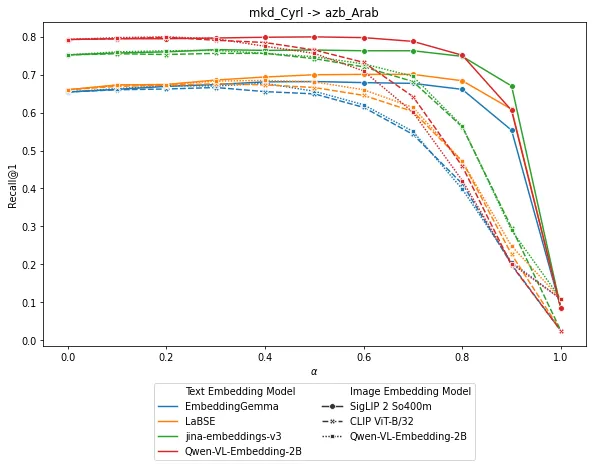 mkd_Cyrl -> azb_Arab
Recall@1
0.8
0.7
0.6
0.5
0.4
0.3
0.2
0.1
0.0
0.0 0.2 0.4 0.6 0.8 1.0
α
Text Embedding Model
EmbeddingGemma
LaBSE
jina-embeddings-v3
Qwen-VL-Embedding-2B
Image Embedding Model
SigLIP 2 So400m
CLIP ViT-B/32
Qwen-VL-Embedding-2B